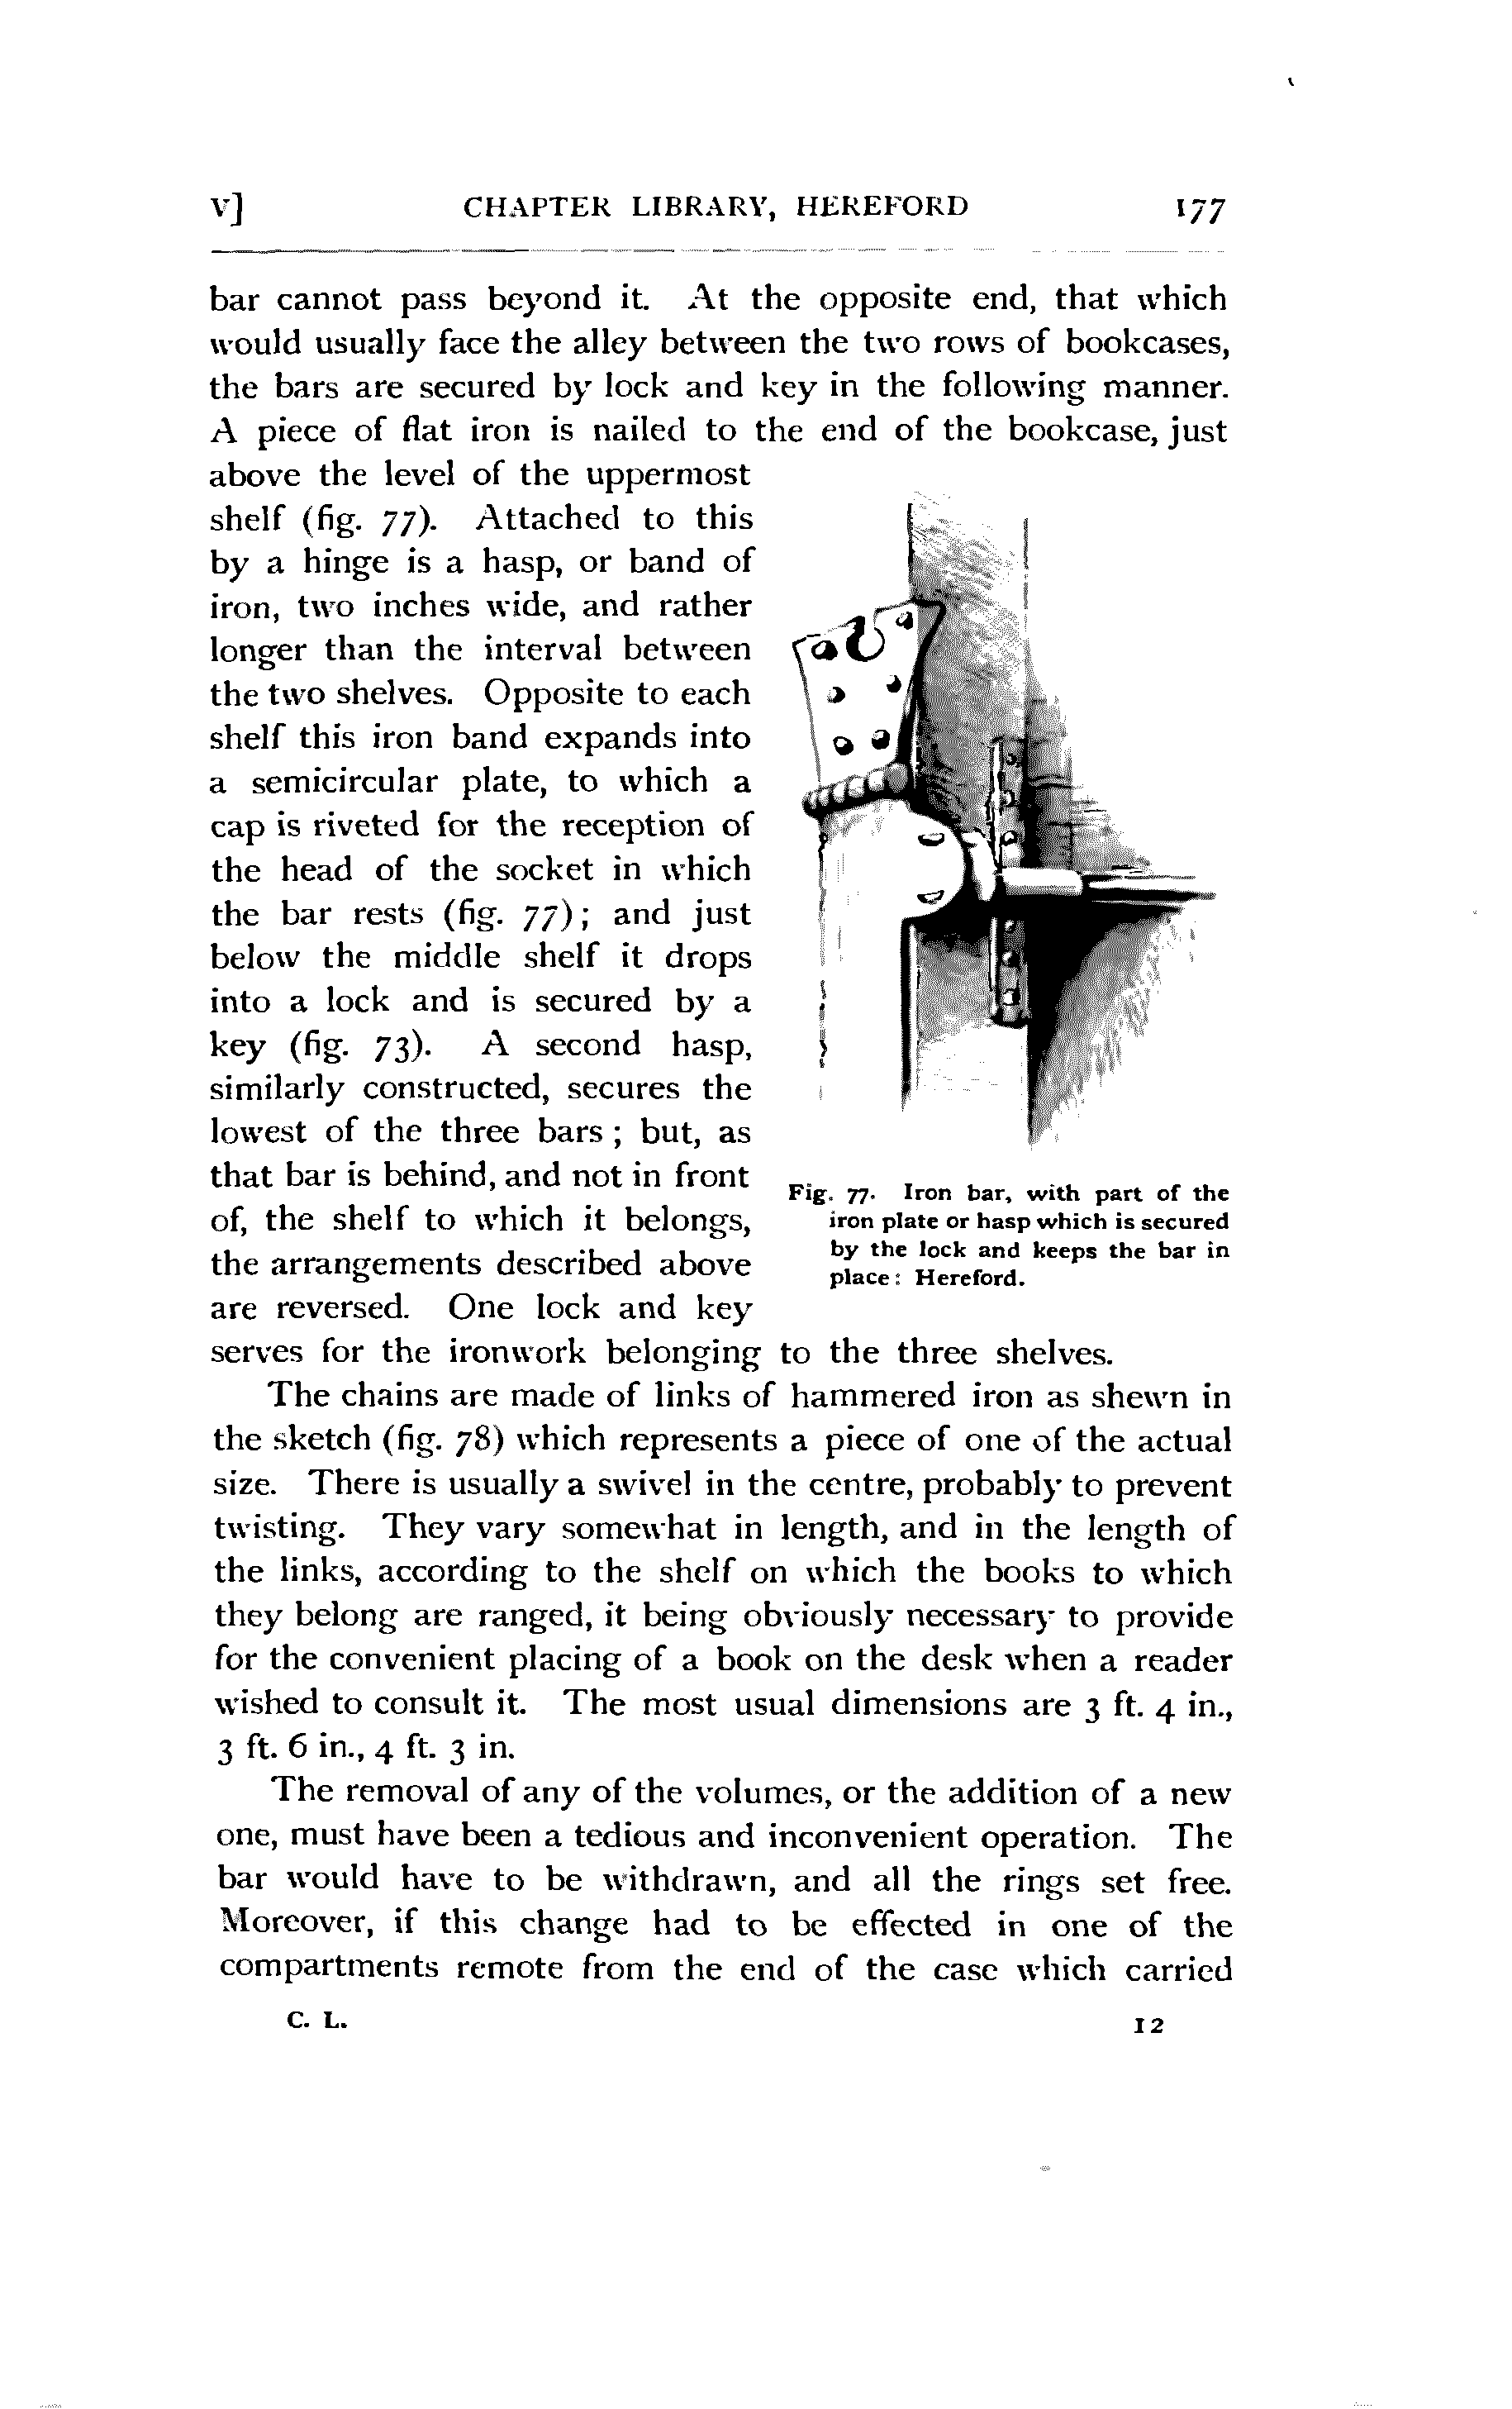 v] CHAPTER LIBRARY, HEREFORD 177
bar cannot pass beyond it. At the opposite end, that which
would usually face the alley between the two rows of bookcases,
the bars are secured by lock and key in the following manner.
A piece of flat iron is nailed to the end of the bookcase, just
above the level of the uppermost
shelf (fig. 77). Attached to this
by a hinge is a hasp, or band of
iron, two inches wide, and rather
longer than the interval between
the two shelves. Opposite to each
shelf this iron band expands into
a semicircular plate, to which a
cap is riveted for the reception of
the head of the socket in which
the bar rests (fig. 77); and just
below the middle shelf it drops
into a lock and is secured by a
key (fig. 73). A second hasp,
similarly constructed, secures the
lowest of the three bars; but, as
that bar is behind, and not in front
of, the shelf to which it belongs,
the arrangements described above
are reversed. One lock and key
serves for the ironwork belonging to the three shelves.
Fig. 77. Iron bar, with part of the
iron plate or hasp which is secured
by the lock and keeps the bar in
place: Hereford.
The chains are made of links of hammered iron as shewn in
the sketch (fig. 78) which represents a piece of one of the actual
size. There is usually a swivel in the centre, probably to prevent
twisting. They vary somewhat in length, and in the length of
the links, according to the shelf on which the books to which
they belong are ranged, it being obviously necessary to provide
for the convenient placing of a book on the desk when a reader
wished to consult it. The most usual dimensions are 3 ft. 4 in.,
3 ft. 6 in., 4 ft. 3 in.
The removal of any of the volumes, or the addition of a new
one, must have been a tedious and inconvenient operation. The
bar would have to be withdrawn, and all the rings set free.
Moreover, if this change had to be effected in one of the
compartments remote from the end of the case which carried
C. L. 12